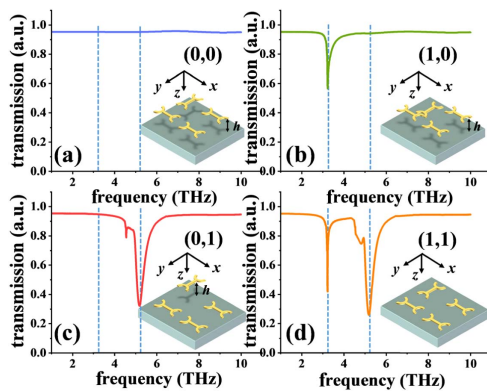 transmission (a.u.)
1.0
0.8
0.6
0.4
0.2
0.0
(0,0)
y
z
x
h
(a)
2
4
6
8
10
frequency (THz)
transmission (a.u.)
1.0
0.8
0.6
0.4
0.2
0.0
(1,0)
y
z
x
h
(b)
2
4
6
8
10
frequency (THz)
transmission (a.u.)
1.0
0.8
0.6
0.4
0.2
0.0
(0,1)
y
z
x
h
(c)
2
4
6
8
10
frequency (THz)
transmission (a.u.)
1.0
0.8
0.6
0.4
0.2
0.0
(1,1)
y
z
x
(d)
2
4
6
8
10
frequency (THz)